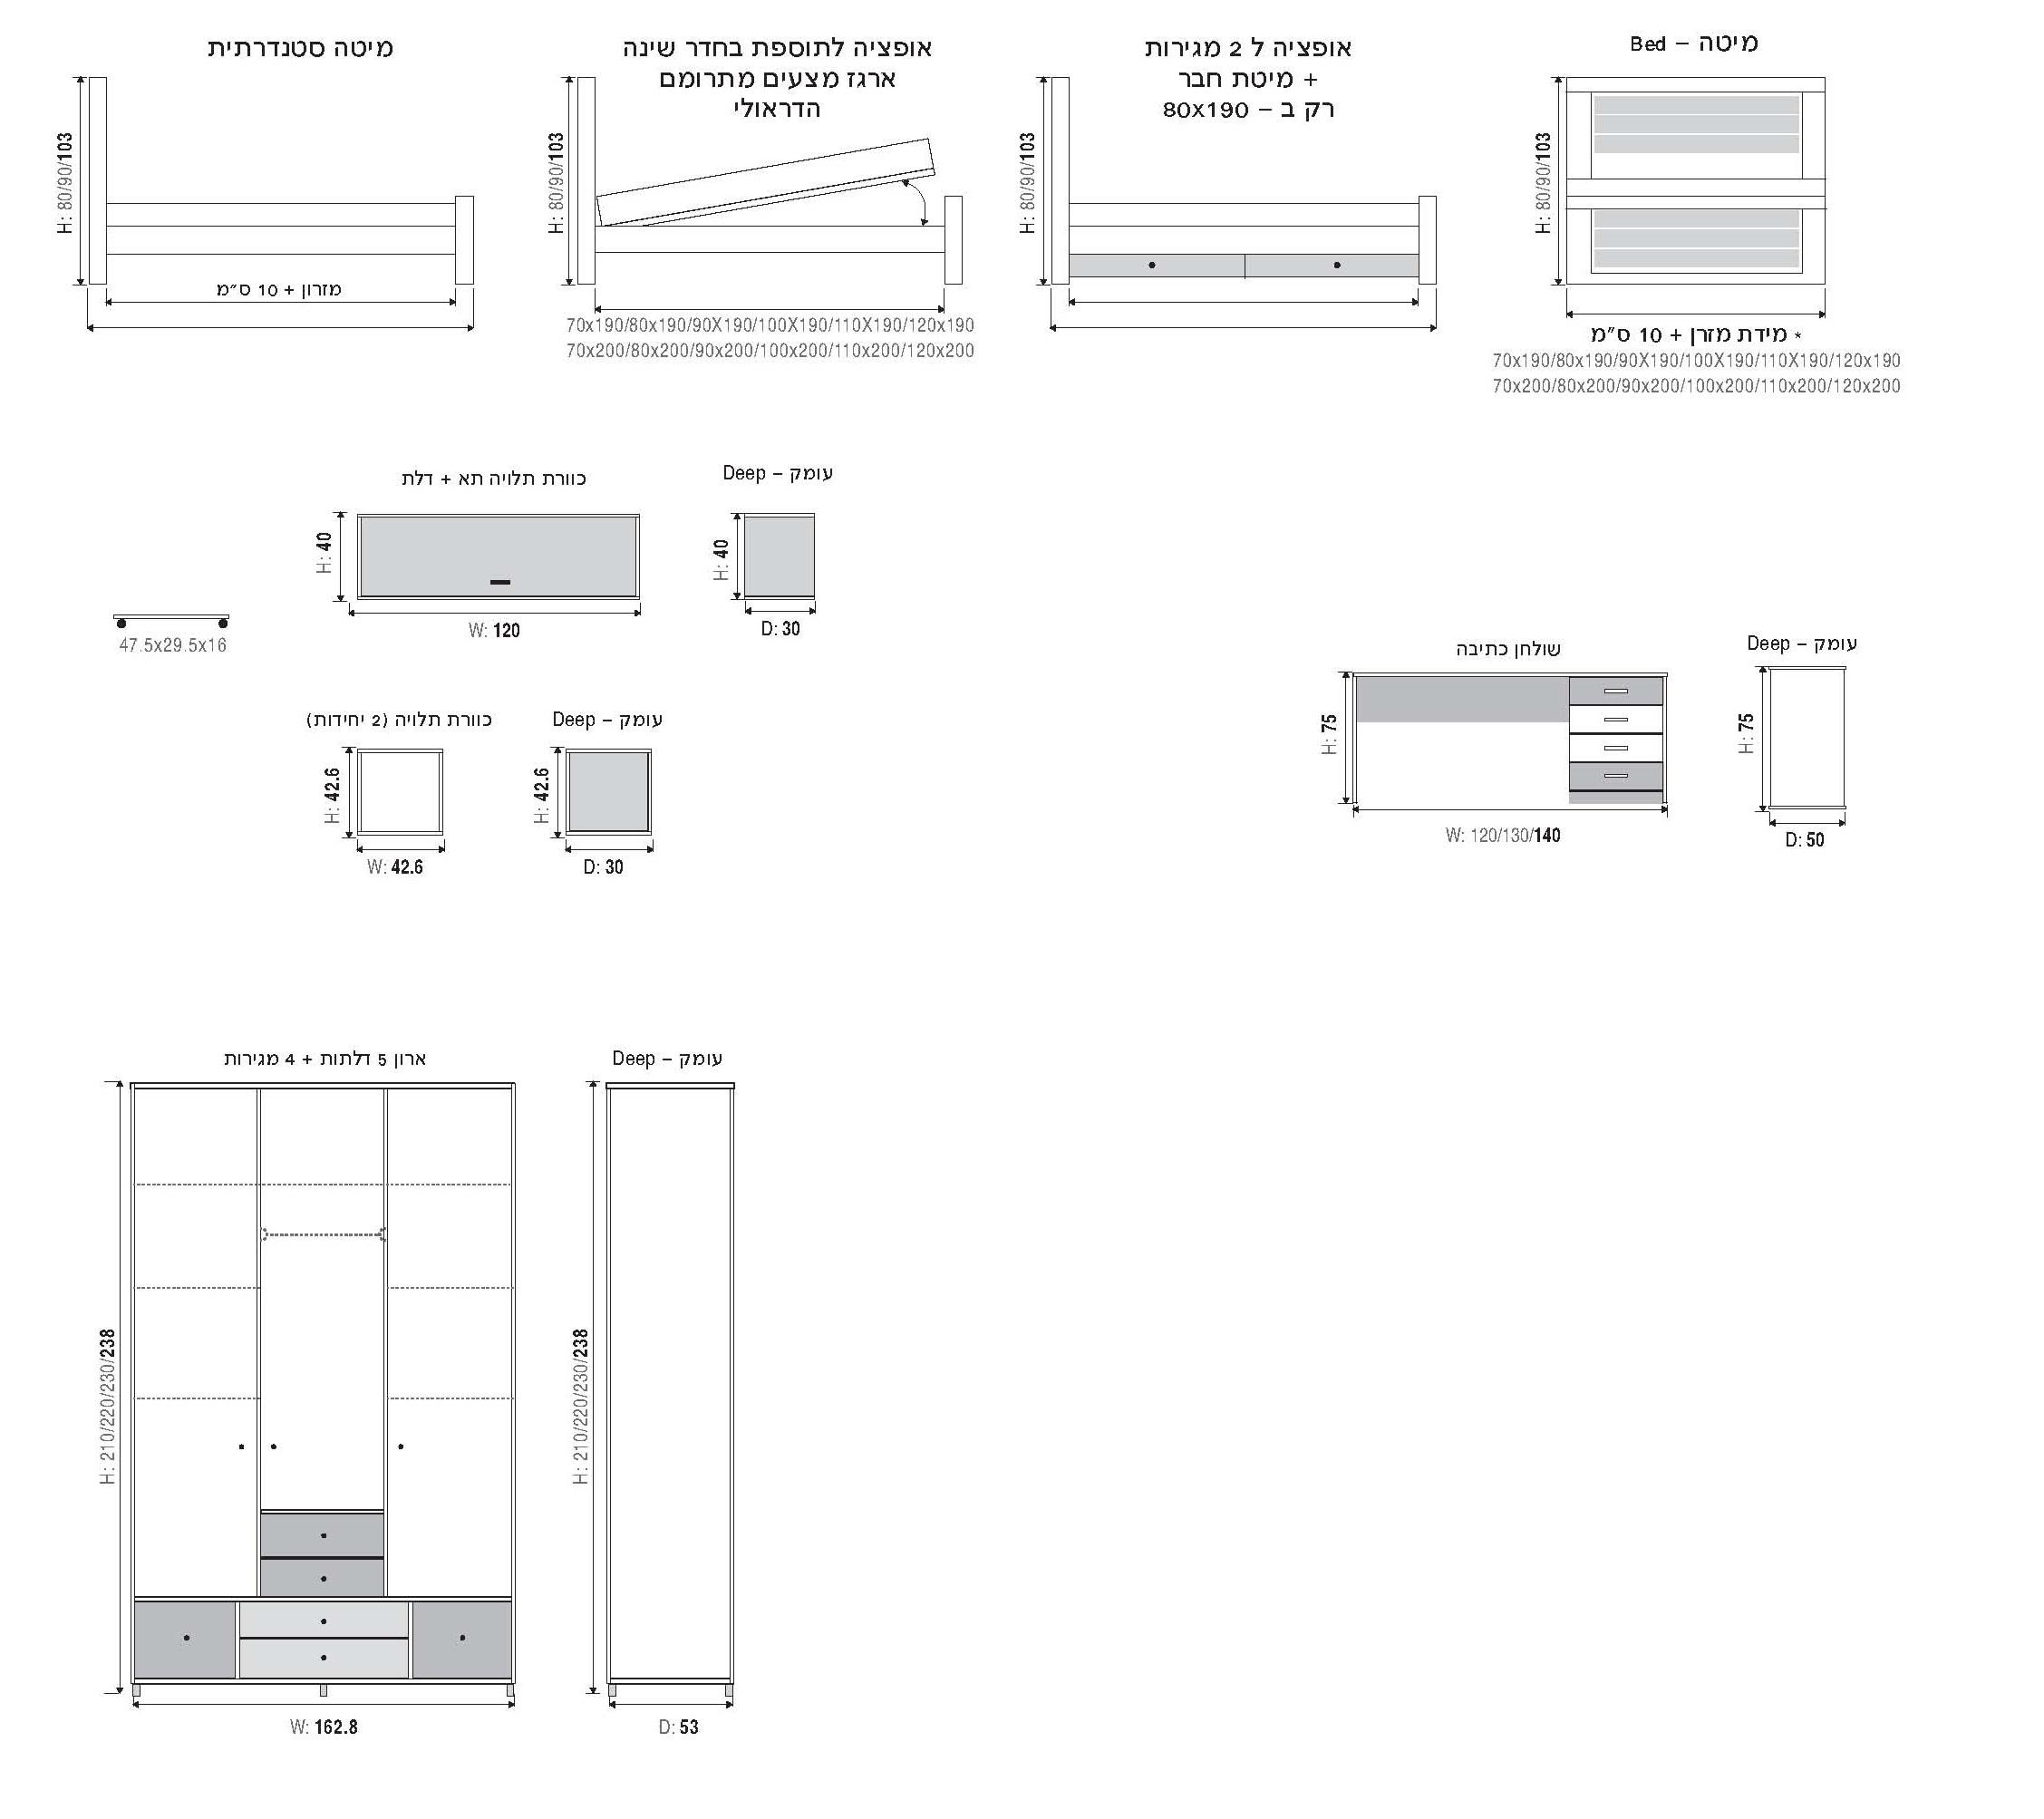 מיטה סטנדרתית
H: 80/90/103
מזרון + 10 ס״מ
אופציה לתוספת בחדר שינה
ארגז מצעים מתרומם
הדראולי
H: 80/90/103
70x190/80x190/90X190/100X190/110X190/120x190
70x200/80x200/90x200/100x200/110x200/120x200
אופציה ל 2 מגירות
+ מיטת חבר
רק ב – 80X190
H: 80/90/103
מיטה – Bed
H: 80/90/103
* מידת מזרן + 10 ס״מ
70x190/80x190/90X190/100X190/110X190/120x190
70x200/80x200/90x200/100x200/110x200/120x200
47.5x29.5x16
כוורת תלויה תא + דלת
H: 40
W: 120
עומק – Deep
H: 40
D: 30
כוורת תלויה (2 יחידות)
H: 42.6
W: 42.6
עומק – Deep
H: 42.6
D: 30
שולחן כתיבה
H: 75
W: 120/130/140
עומק – Deep
H: 75
D: 50
ארון 5 דלתות + 4 מגירות
H: 210/220/230/238
W: 162.8
עומק – Deep
H: 210/220/230/238
D: 53